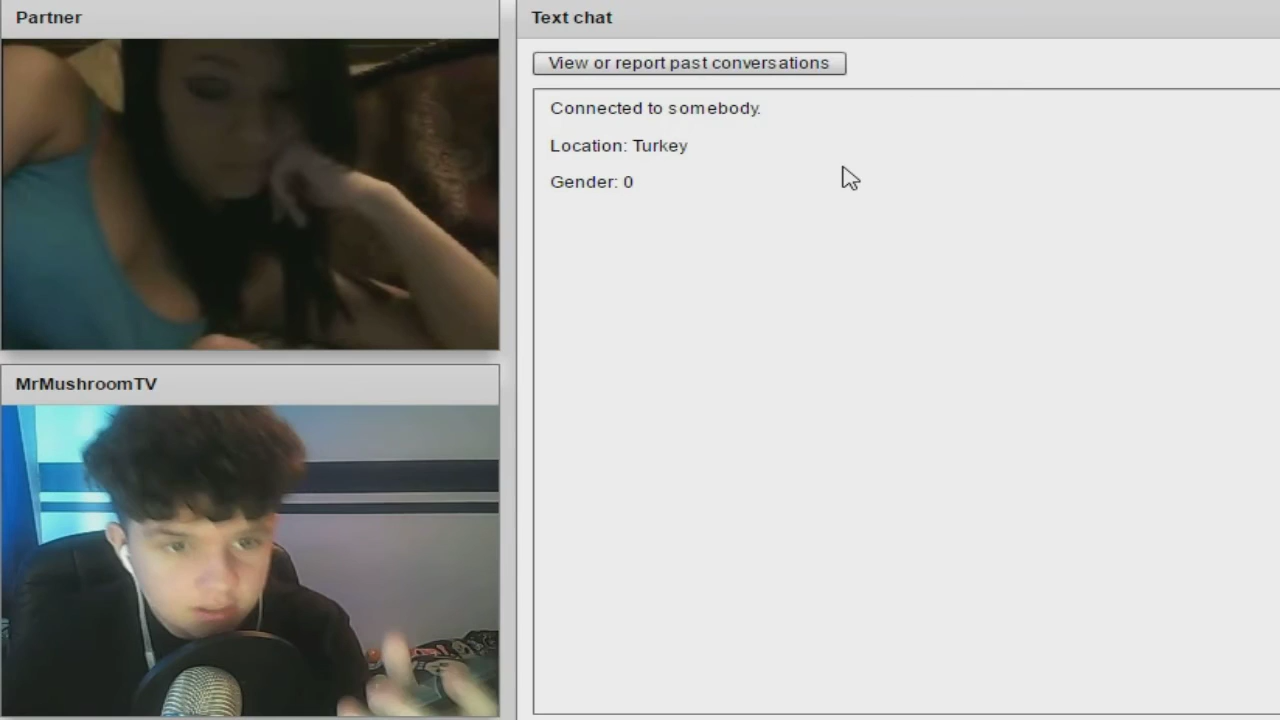 Partner
Text chat
View or report past conversations
Connected to somebody.
Location: Turkey
Gender: 0
MrMushroomTV